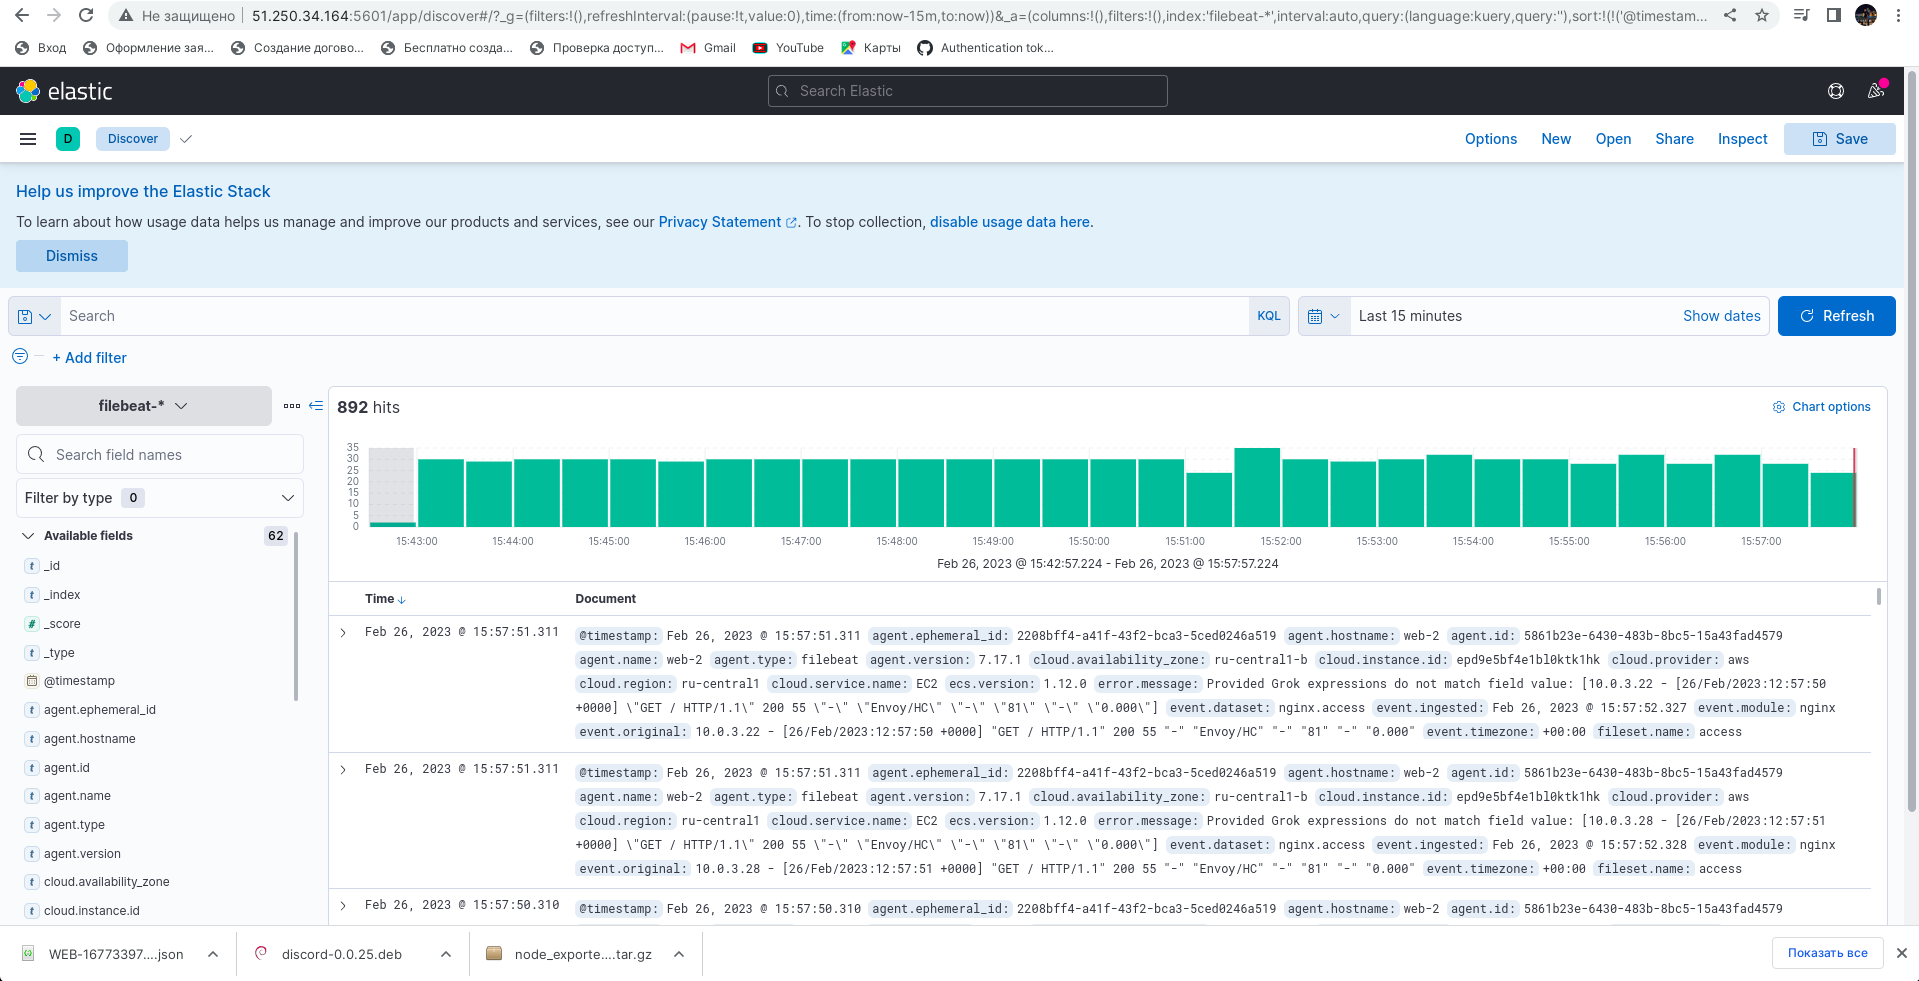 Не защищено 51.250.34.164:5601/app/discover#/?_g=(filters:!(),refreshInterval:(pause:!t,value:0),time:(from:now-15m,to:now))&_a=(columns:!(),filters:!(),index:'filebeat-*',interval:auto,query:(language:kuery,query:''),sort:!(!('@timestam...
Вход Оформление зая... Создание догово... Бесплатно созда... Проверка доступ... Gmail YouTube Карты Authentication tok...
elastic Search Elastic
D Discover Options New Open Share Inspect Save
Help us improve the Elastic Stack
To learn about how usage data helps us manage and improve our products and services, see our Privacy Statement. To stop collection, disable usage data here.
Dismiss
Search KQL Last 15 minutes Show dates Refresh
+ Add filter
filebeat-*
Search field names
Filter by type 0
Available fields 62
_id
_index
_score
_type
@timestamp
agent.ephemeral_id
agent.hostname
agent.id
agent.name
agent.type
agent.version
cloud.availability_zone
cloud.instance.id
892 hits Chart options
35
30
25
20
15
10
5
0
15:43:00 15:44:00 15:45:00 15:46:00 15:47:00 15:48:00 15:49:00 15:50:00 15:51:00 15:52:00 15:53:00 15:54:00 15:55:00 15:56:00 15:57:00
Feb 26, 2023 @ 15:42:57.224 - Feb 26, 2023 @ 15:57:57.224
Time Document
Feb 26, 2023 @ 15:57:51.311 @timestamp: Feb 26, 2023 @ 15:57:51.311 agent.ephemeral_id: 2208bff4-a41f-43f2-bca3-5ced0246a519 agent.hostname: web-2 agent.id: 5861b23e-6430-483b-8bc5-15a43fad4579
agent.name: web-2 agent.type: filebeat agent.version: 7.17.1 cloud.availability_zone: ru-central1-b cloud.instance.id: epd9e5bf4e1bl0ktk1hk cloud.provider: aws
cloud.region: ru-central1 cloud.service.name: EC2 ecs.version: 1.12.0 error.message: Provided Grok expressions do not match field value: [10.0.3.22 - [26/Feb/2023:12:57:50
+0000] \"GET / HTTP/1.1\" 200 55 \"-\" \"Envoy/HC\" \"-\" \"81\" \"-\" \"0.000\"] event.dataset: nginx.access event.ingested: Feb 26, 2023 @ 15:57:52.327 event.module: nginx
event.original: 10.0.3.22 - [26/Feb/2023:12:57:50 +0000] "GET / HTTP/1.1" 200 55 "-" "Envoy/HC" "-" "81" "-" "0.000" event.timezone: +00:00 fileset.name: access
Feb 26, 2023 @ 15:57:51.311 @timestamp: Feb 26, 2023 @ 15:57:51.311 agent.ephemeral_id: 2208bff4-a41f-43f2-bca3-5ced0246a519 agent.hostname: web-2 agent.id: 5861b23e-6430-483b-8bc5-15a43fad4579
agent.name: web-2 agent.type: filebeat agent.version: 7.17.1 cloud.availability_zone: ru-central1-b cloud.instance.id: epd9e5bf4e1bl0ktk1hk cloud.provider: aws
cloud.region: ru-central1 cloud.service.name: EC2 ecs.version: 1.12.0 error.message: Provided Grok expressions do not match field value: [10.0.3.28 - [26/Feb/2023:12:57:51
+0000] \"GET / HTTP/1.1\" 200 55 \"-\" \"Envoy/HC\" \"-\" \"81\" \"-\" \"0.000\"] event.dataset: nginx.access event.ingested: Feb 26, 2023 @ 15:57:52.328 event.module: nginx
event.original: 10.0.3.28 - [26/Feb/2023:12:57:51 +0000] "GET / HTTP/1.1" 200 55 "-" "Envoy/HC" "-" "81" "-" "0.000" event.timezone: +00:00 fileset.name: access
Feb 26, 2023 @ 15:57:50.310 @timestamp: Feb 26, 2023 @ 15:57:50.310 agent.ephemeral_id: 2208bff4-a41f-43f2-bca3-5ced0246a519 agent.hostname: web-2 agent.id: 5861b23e-6430-483b-8bc5-15a43fad4579
WEB-16773397....json discord-0.0.25.deb node_exporte....tar.gz Показать все